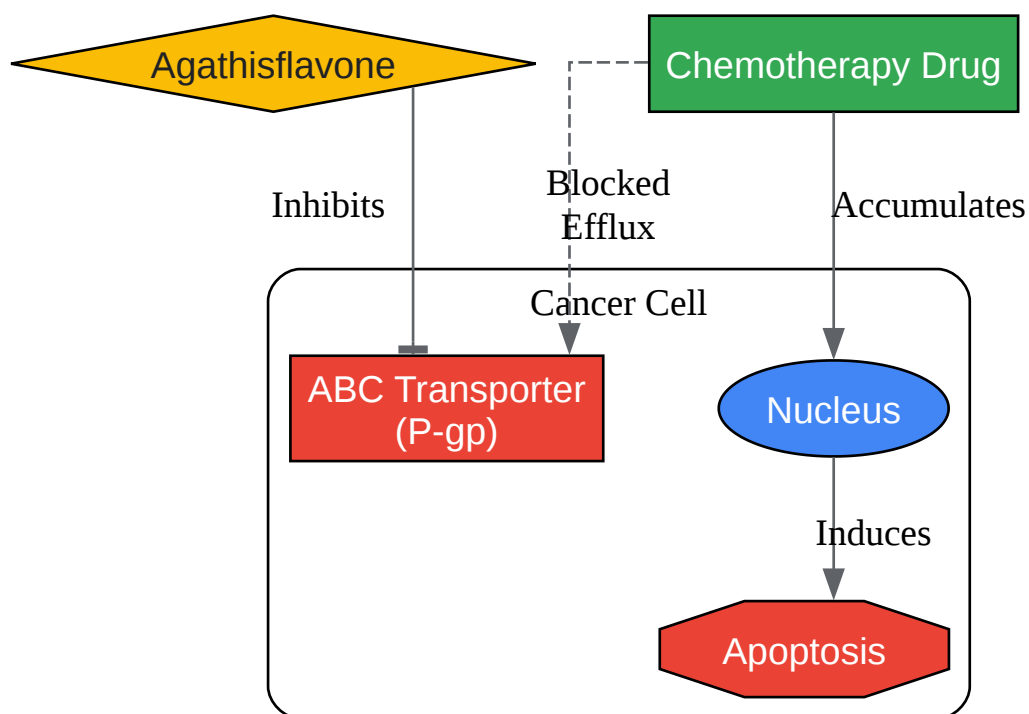 Agathisflavone
Chemotherapy Drug
Inhibits
Blocked
Efflux
Accumulates
Cancer Cell
ABC Transporter
(P-gp)
Nucleus
Induces
Apoptosis